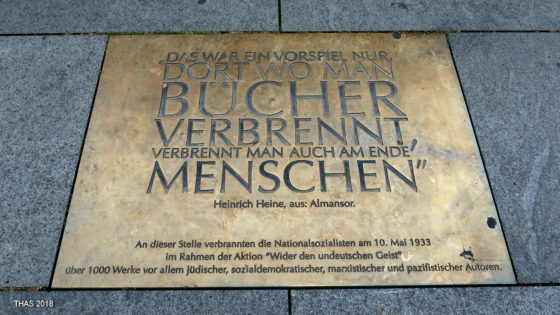 „DAS WAR EIN VORSPIEL NUR,
DORT WO MAN
BÜCHER
VERBRENNT,
VERBRENNT MAN AUCH AM ENDE
MENSCHEN”
Heinrich Heine, aus: Almansor.
An dieser Stelle verbrannten die Nationalsozialisten am 10. Mai 1933
im Rahmen der Aktion "Wider den undeutschen Geist"
über 1000 Werke vor allem jüdischer, sozialdemokratischer, marxistischer und pazifistischer Autoren.
THAS 2018